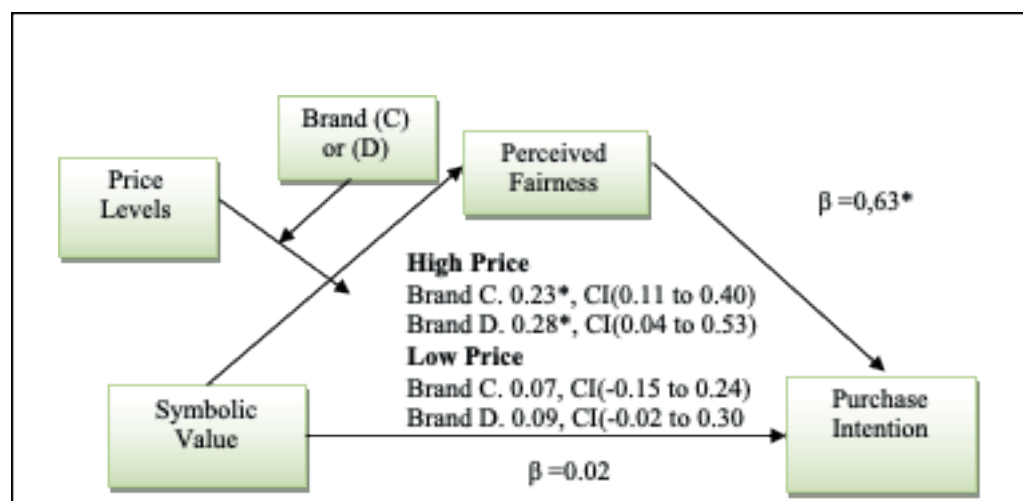 Brand (C)
or (D)
Price
Levels
Perceived
Fairness
β =0,63*
High Price
Brand C. 0.23*, CI(0.11 to 0.40)
Brand D. 0.28*, CI(0.04 to 0.53)
Low Price
Brand C. 0.07, CI(-0.15 to 0.24)
Brand D. 0.09, CI(-0.02 to 0.30
Symbolic
Value
Purchase
Intention
β =0.02